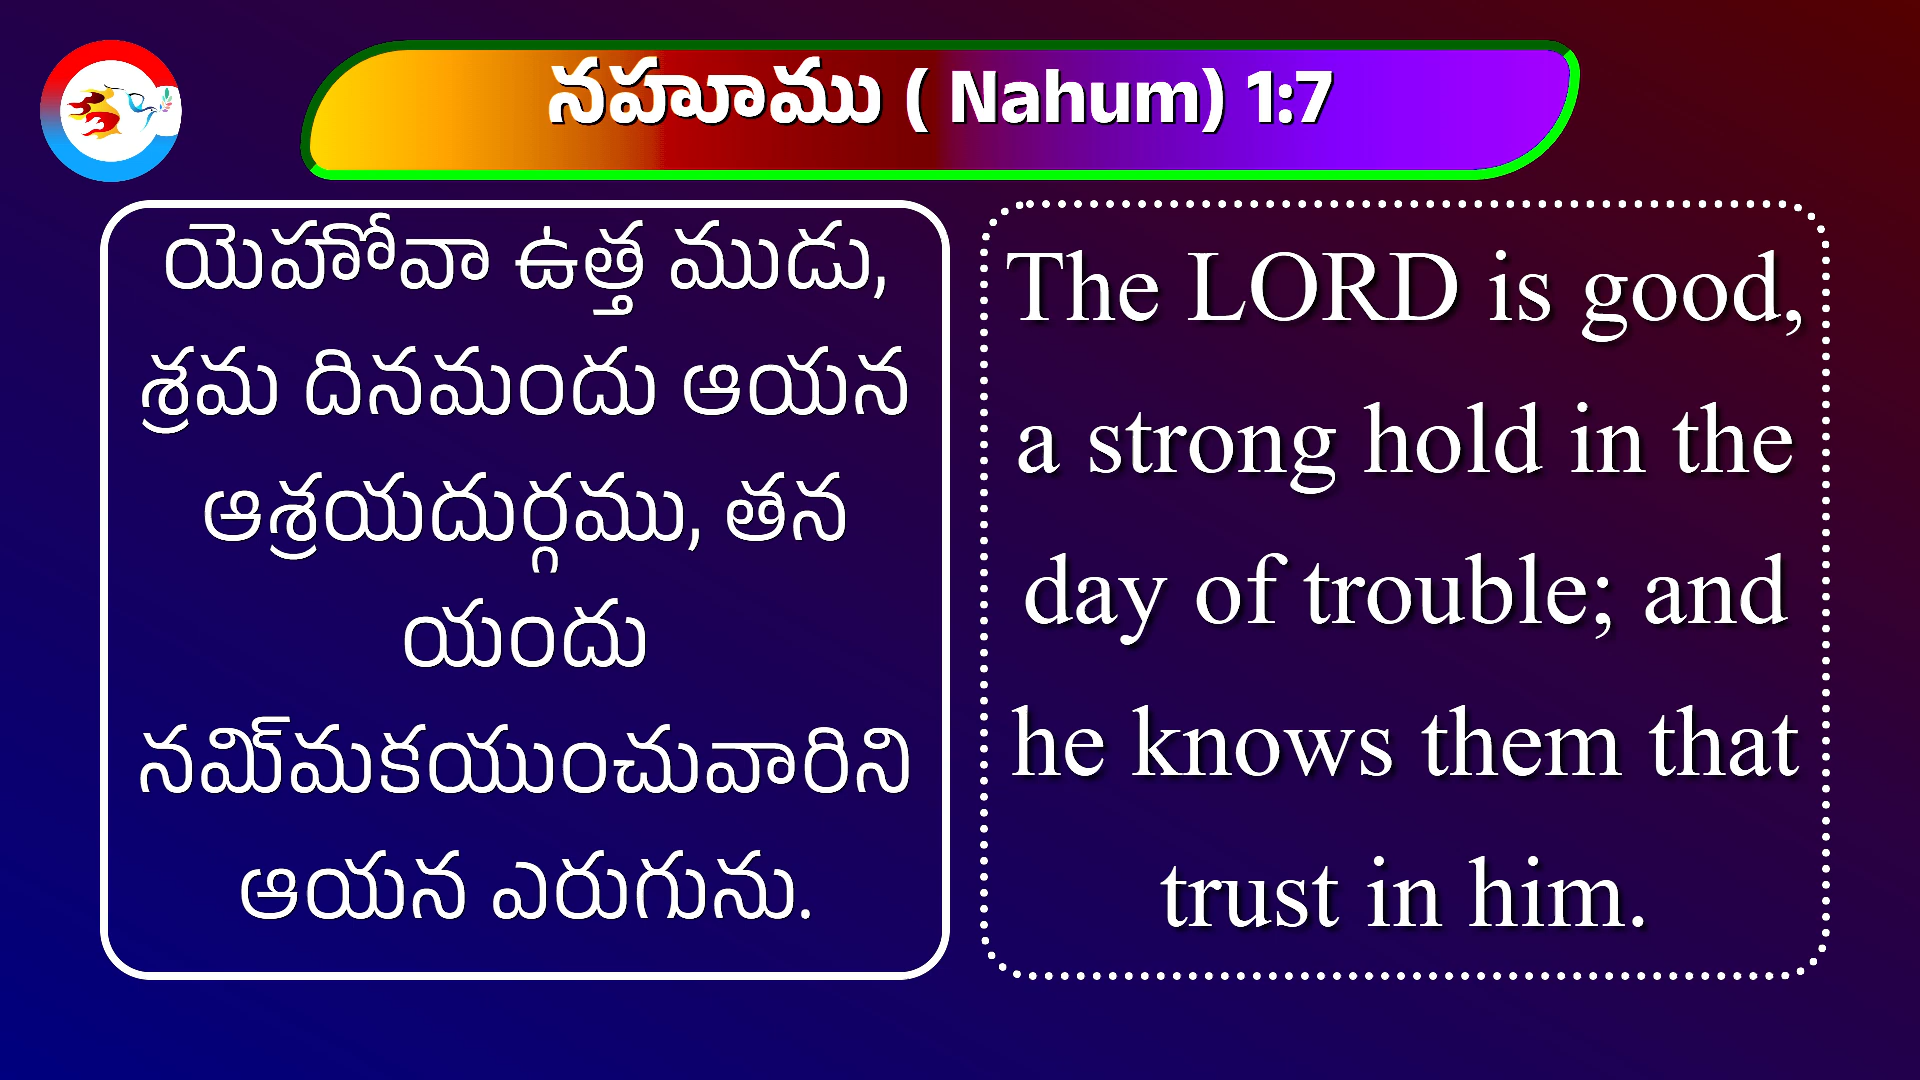 నహూము ( Nahum) 1:7
యెహోవా ఉత్త ముడు,
శ్రమ దినమందు ఆయన
ఆశ్రయదుర్గము, తన
యందు
నమి్మకయుంచువారిని
ఆయన ఎరుగును.
The LORD is good,
a strong hold in the
day of trouble; and
he knows them that
trust in him.